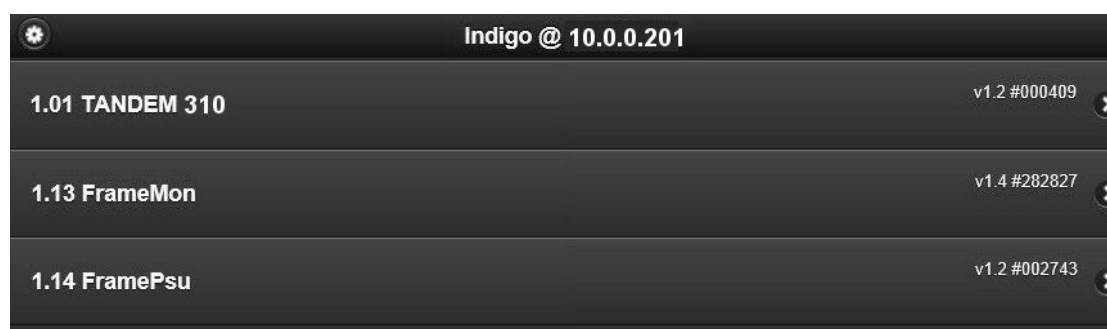 Indigo @ 10.0.0.201
1.01 TANDEM 310
v1.2 #000409
1.13 FrameMon
v1.4 #282827
1.14 FramePsu
v1.2 #002743